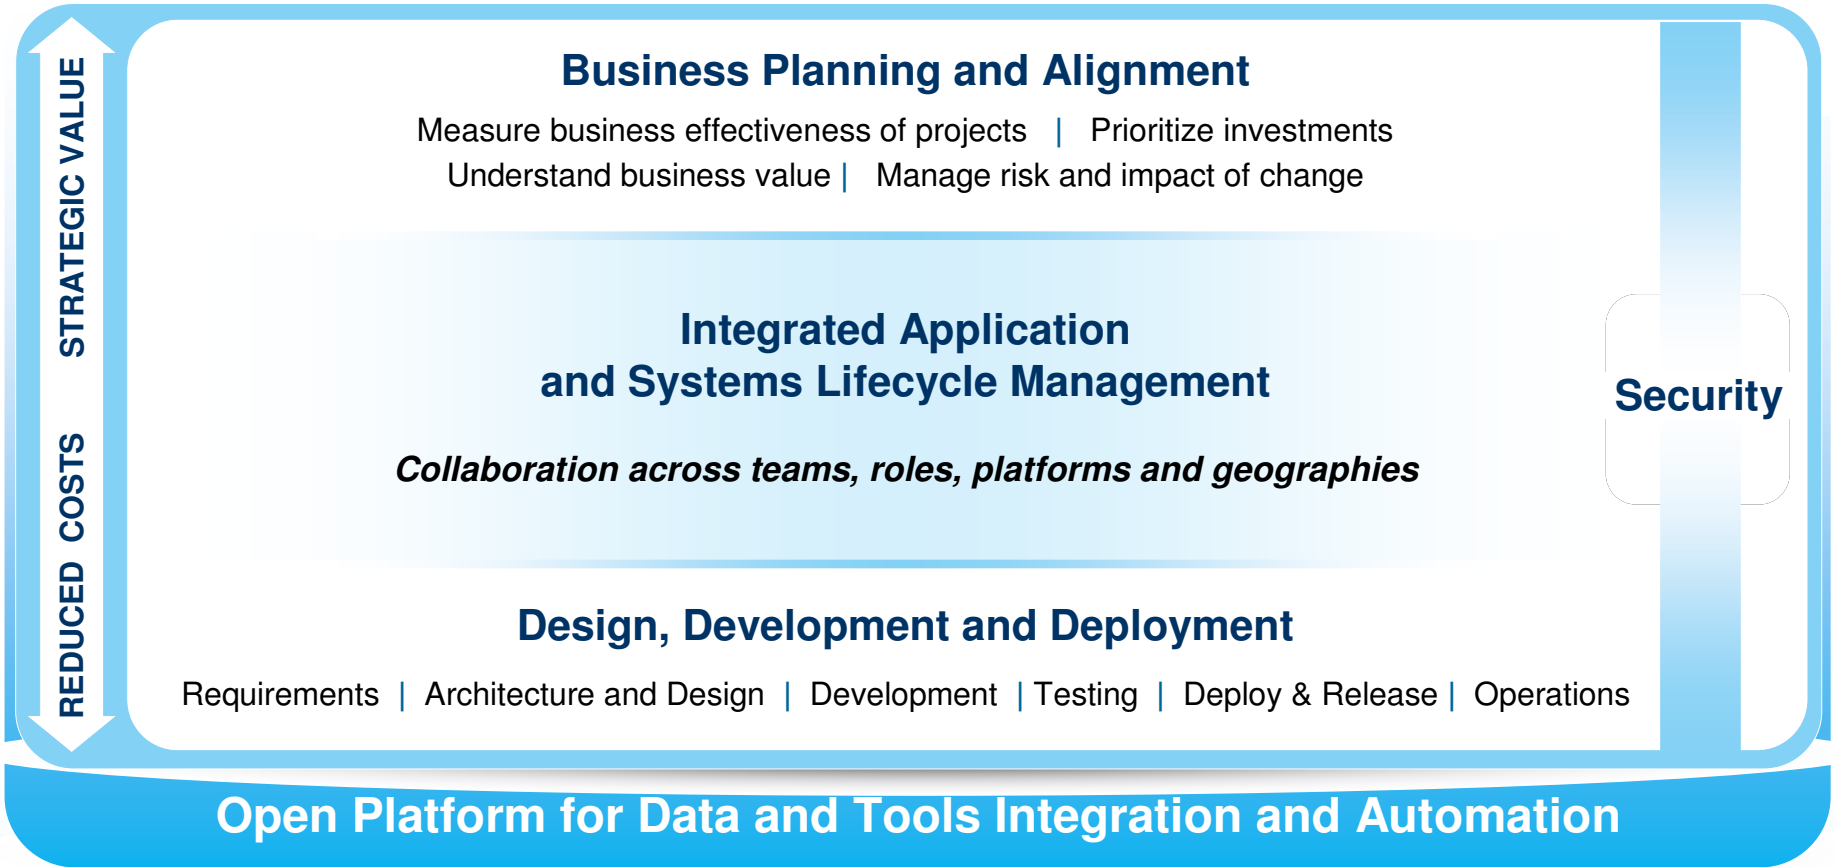 Business Planning and Alignment
Measure business effectiveness of projects | Prioritize investments
Understand business value | Manage risk and impact of change
STRATEGIC VALUE
Integrated Application
and Systems Lifecycle Management
Security
Collaboration across teams, roles, platforms and geographies
REDUCED COSTS
Design, Development and Deployment
Requirements | Architecture and Design | Development | Testing | Deploy & Release | Operations
Open Platform for Data and Tools Integration and Automation